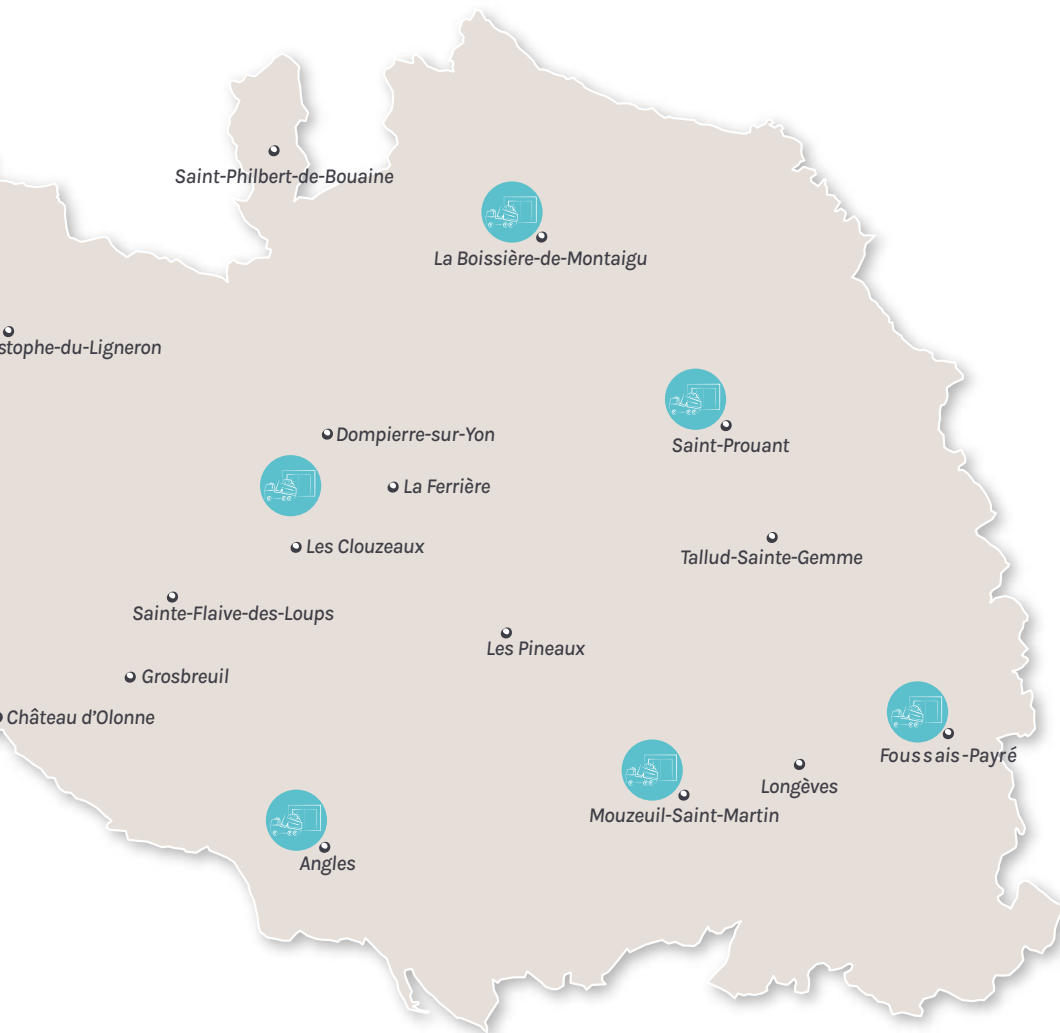 Saint-Philbert-de-Bouaine
La Boissière-de-Montaigu
stophe-du-Ligneron
Dompierre-sur-Yon
Saint-Prouant
La Ferrière
Les Clouzeaux
Tallud-Sainte-Gemme
Sainte-Flaive-des-Loups
Les Pineaux
Grosbreuil
Château d’Olonne
Foussais-Payré
Longèves
Mouzeuil-Saint-Martin
Angles